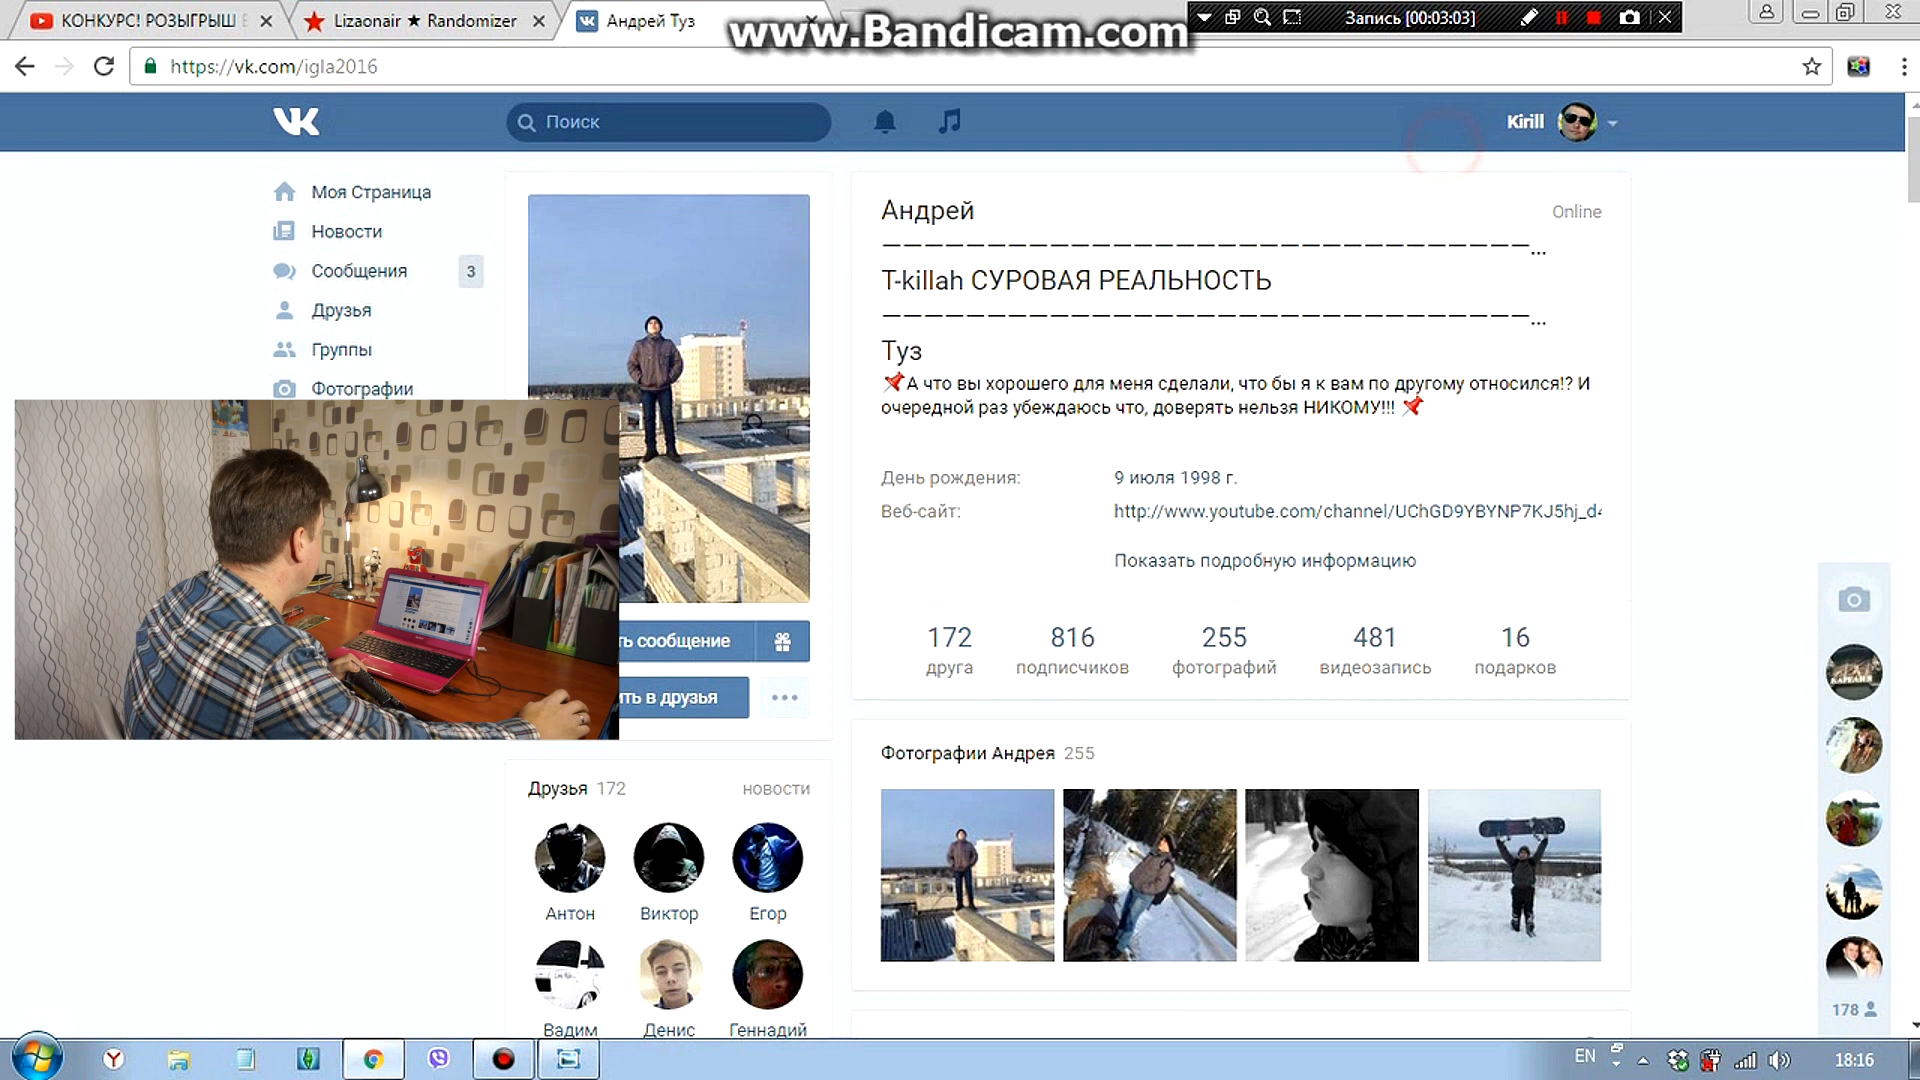 КОНКУРС! РОЗЫГРЫШ
Lizaonair ★ Randomizer
Андрей Туз
www.Bandicam.com
Запись [00:03:03]
https://vk.com/igla2016
Поиск
Kirill
Моя Страница
Новости
Сообщения 3
Друзья
Группы
Фотографии
Андрей
Online
———————————————————————————————...
T-killah СУРОВАЯ РЕАЛЬНОСТЬ
———————————————————————————————...
Туз
А что вы хорошего для меня сделали, что бы я к вам по другому относился!? И
очередной раз убеждаюсь что, доверять нельзя НИКОМУ!!!
День рождения: 9 июля 1998 г.
Веб-сайт: http://www.youtube.com/channel/UChGD9YBYNP7KJ5hj_d
Показать подробную информацию
172 816 255 481 16
друга подписчиков фотографий видеозапись подарков
ть сообщение
ить в друзья
Фотографии Андрея 255
Друзья 172 новости
Антон Виктор Егор
Вадим Денис Геннадий
КАРЕЛИЯ
178
EN
18:16